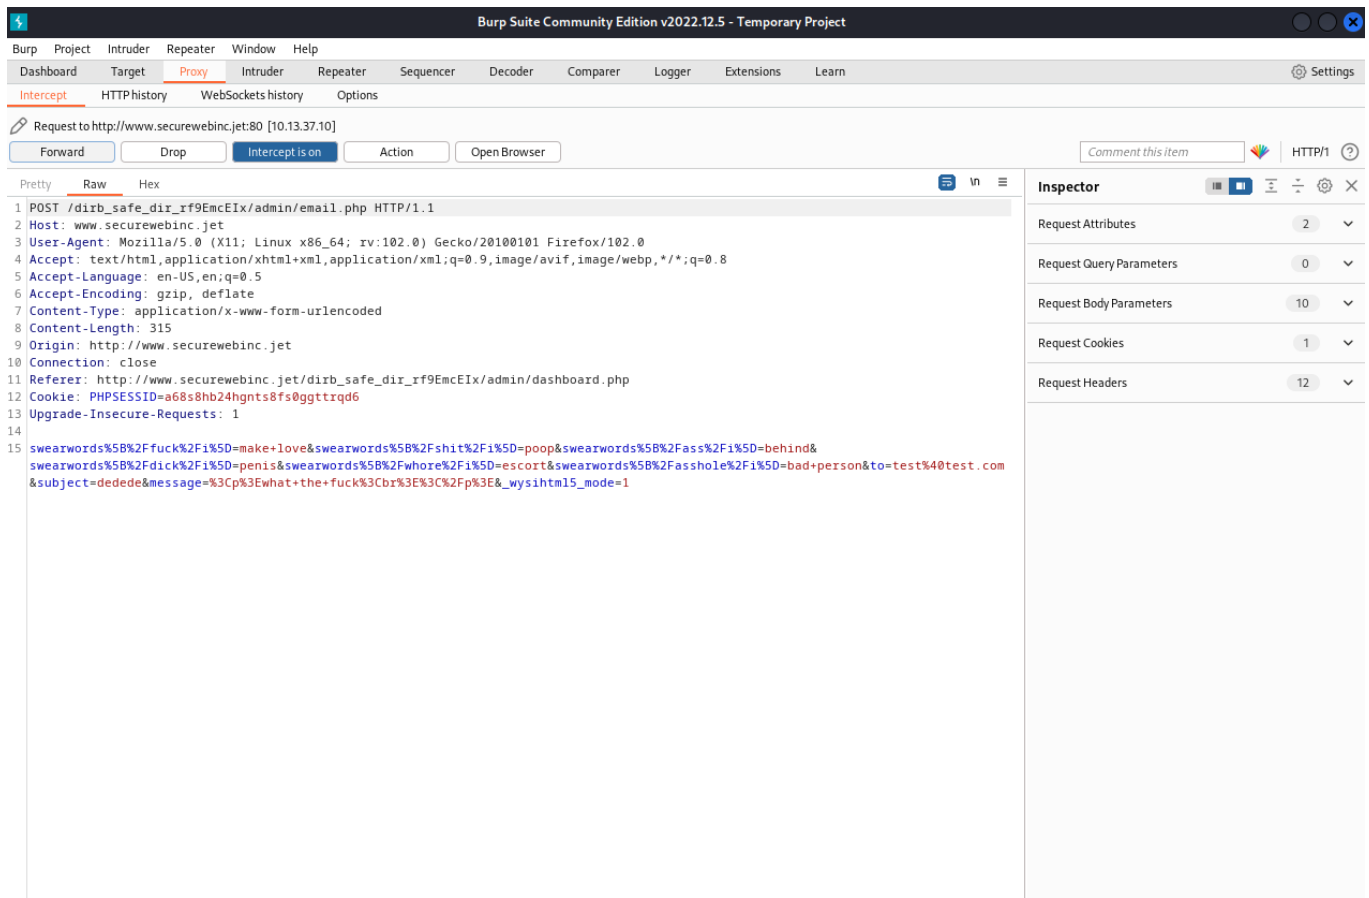 Burp Suite Community Edition v2022.12.5 - Temporary Project
Burp Project Intruder Repeater Window Help
Dashboard Target Proxy Intruder Repeater Sequencer Decoder Comparer Logger Extensions Learn Settings
Intercept HTTP history WebSockets history Options
Request to http://www.securewebinc.jet:80 [10.13.37.10]
Forward Drop Intercept is on Action Open Browser Comment this item HTTP/1 ?
Pretty Raw Hex \n
Inspector
Request Attributes 2
Request Query Parameters 0
Request Body Parameters 10
Request Cookies 1
Request Headers 12
1 POST /dirb_safe_dir_rf9EmcEIx/admin/email.php HTTP/1.1
2 Host: www.securewebinc.jet
3 User-Agent: Mozilla/5.0 (X11; Linux x86_64; rv:102.0) Gecko/20100101 Firefox/102.0
4 Accept: text/html,application/xhtml+xml,application/xml;q=0.9,image/avif,image/webp,*/*;q=0.8
5 Accept-Language: en-US,en;q=0.5
6 Accept-Encoding: gzip, deflate
7 Content-Type: application/x-www-form-urlencoded
8 Content-Length: 315
9 Origin: http://www.securewebinc.jet
10 Connection: close
11 Referer: http://www.securewebinc.jet/dirb_safe_dir_rf9EmcEIx/admin/dashboard.php
12 Cookie: PHPSESSID=a68s8hb24hgnts8fs0ggttrqd6
13 Upgrade-Insecure-Requests: 1
14
15 swearwords%5B%2Ffuck%2Fi%5D=make+love&swearwords%5B%2Fshit%2Fi%5D=poop&swearwords%5B%2Fass%2Fi%5D=behind&
swearwords%5B%2Fdick%2Fi%5D=penis&swearwords%5B%2Fwhore%2Fi%5D=escort&swearwords%5B%2Fasshole%2Fi%5D=bad+person&to=test%40test.com
&subject=dedede&message=%3Cp%3Ewhat+the+fuck%3Cbr%3E%3C%2Fp%3E&_wysihtml5_mode=1